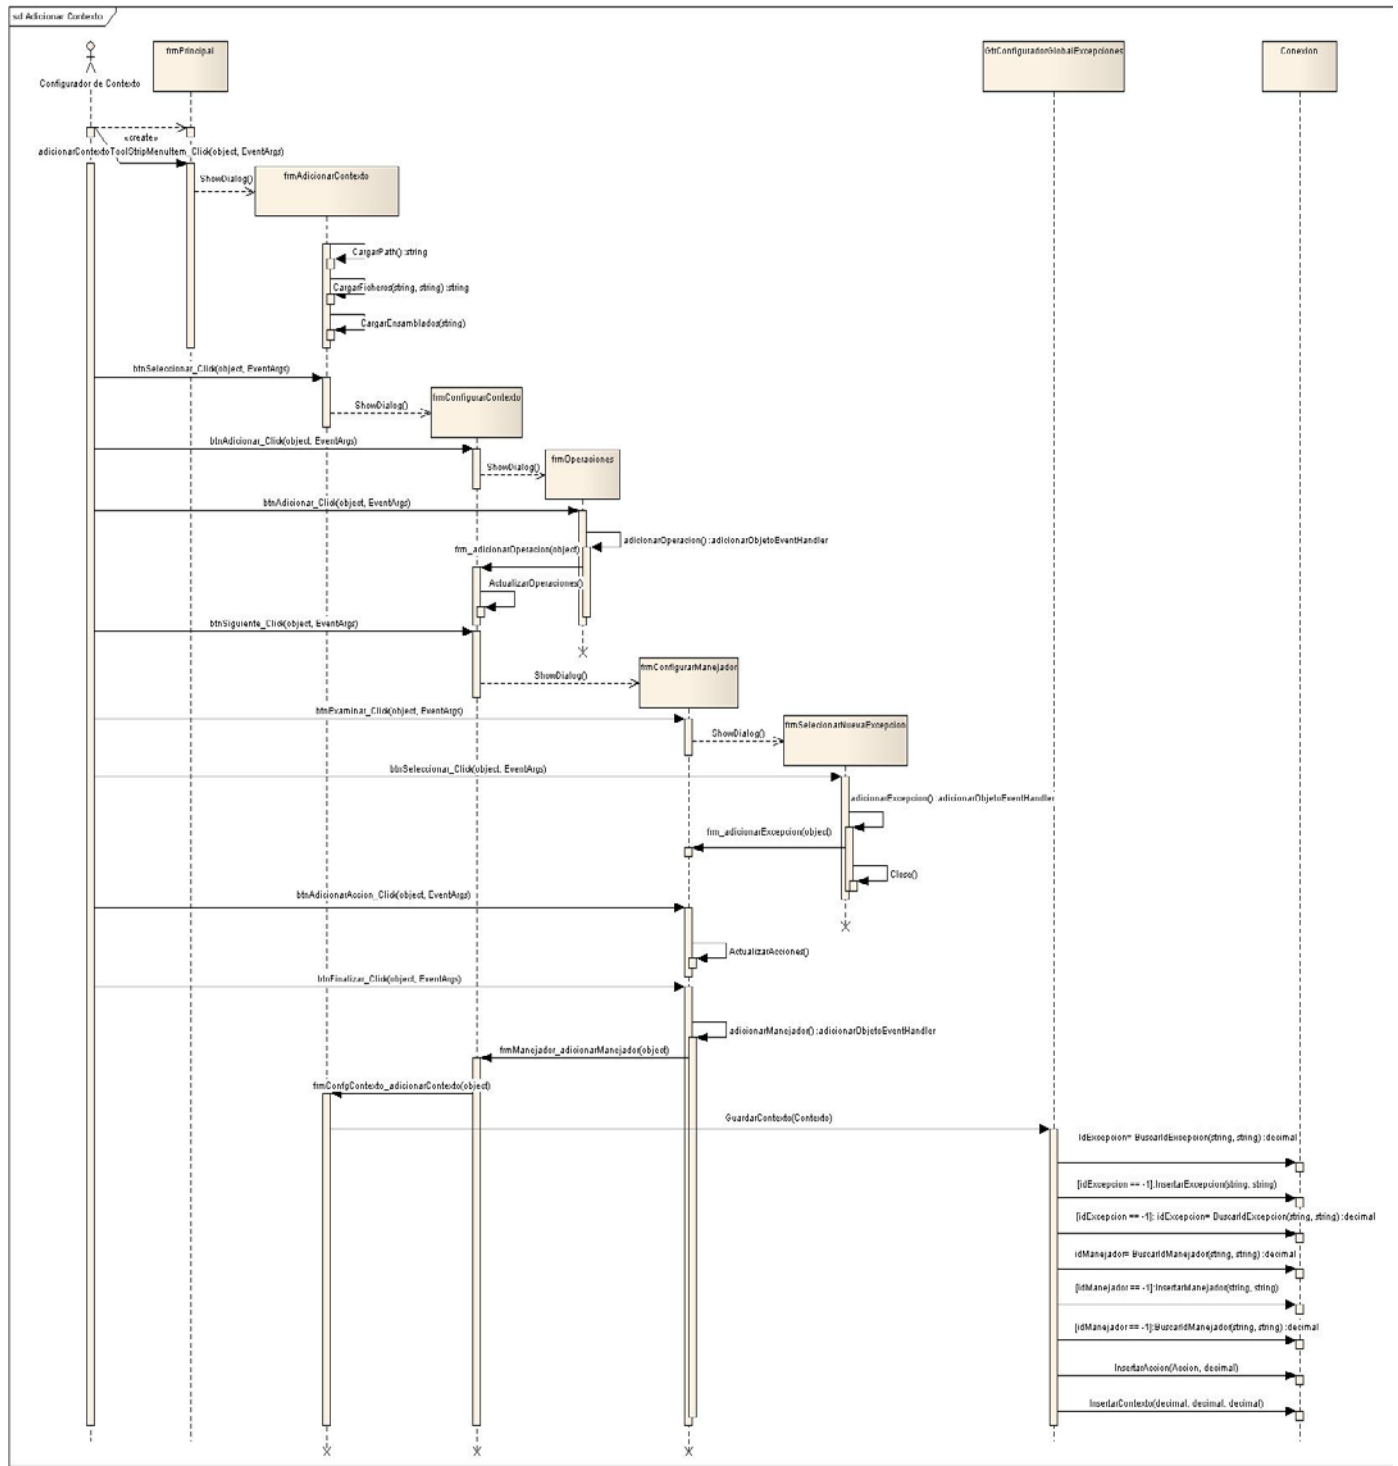 sd Adicionar Contexto
Configurador de Contexto
frmPrincipal
GttConfiguradorGlobalExcepciones
Conexion
«create»
adicionarContextoToolStripMenuItem_Click(object, EventArgs)
ShowDialog()
frmAdicionarContexto
CargarPath() :string
CargarFicheros(string, string) :string
CargarEnsamblados(string)
btnSeleccionar_Click(object, EventArgs)
ShowDialog()
frmConfigurarContexto
btnAdicionar_Click(object, EventArgs)
ShowDialog()
frmOperaciones
btnAdicionar_Click(object, EventArgs)
adicionarOperacion() :adicionarObjetoEventHandler
frm_adicionarOperacion(object)
ActualizarOperaciones()
btnSiguiente_Click(object, EventArgs)
ShowDialog()
frmConfigurarManejador
btnExaminar_Click(object, EventArgs)
ShowDialog()
frmSelecionarNuevaExcepcion
btnSeleccionar_Click(object, EventArgs)
adicionarExcepcion() :adicionarObjetoEventHandler
frm_adicionarExcepcion(object)
Close()
btnAdicionarAccion_Click(object, EventArgs)
ActualizarAcciones()
btnFinalizar_Click(object, EventArgs)
adicionarManejador() :adicionarObjetoEventHandler
frmManejador_adicionarManejador(object)
frmConfgContexto_adicionarContexto(object)
GuardarContexto(Contexto)
idExcepcion= BuscarIdExcepcion(string, string) :decimal
[idExcepcion == -1]:InsertarExcepcion(string, string)
[idExcepcion == -1]: idExcepcion= BuscarIdExcepcion(string, string) :decimal
idManejador= BuscarIdManejador(string, string) :decimal
[idManejador == -1]:InsertarManejador(string, string)
[idManejador == -1]:BuscarIdManejador(string, string) :decimal
InsertarAccion(Accion, decimal)
InsertarContexto(decimal, decimal, decimal)